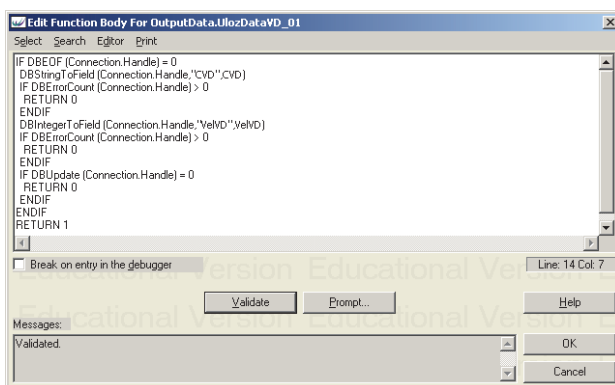 Edit Function Body For OutputData.UlozDataVD_01
Select Search Editor Print
IF DBEOF (Connection.Handle) = 0
DBStringToField (Connection.Handle,"CVD",CVD)
IF DBErrorCount (Connection.Handle) > 0
RETURN 0
ENDIF
DBIntegerToField (Connection.Handle,"VelVD",VelVD)
IF DBErrorCount (Connection.Handle) > 0
RETURN 0
ENDIF
IF DBUpdate (Connection.Handle) = 0
RETURN 0
ENDIF
ENDIF
RETURN 1
Break on entry in the debugger
Line: 14 Col: 7
Educational Version Educational Version
Validate Prompt... Help
Educational Version Educational Version
Messages:
Validated.
OK
Cancel